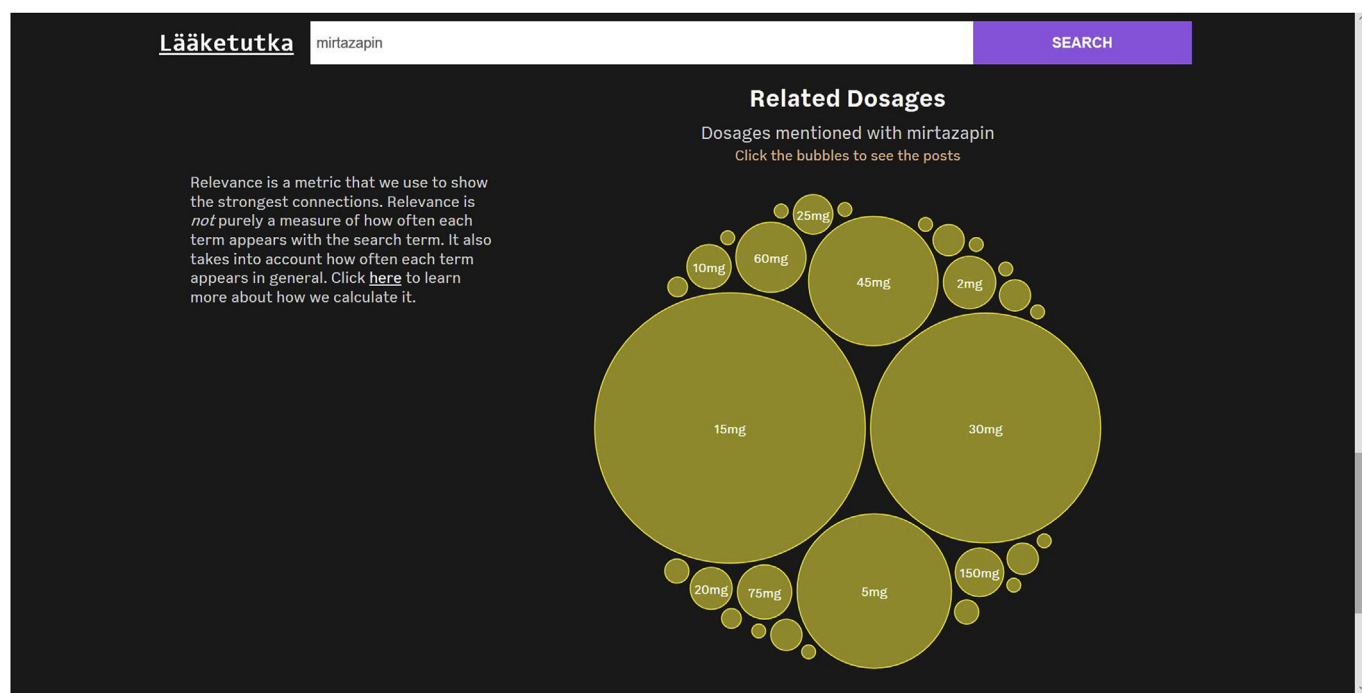 Lääketutka
mirtazapin
SEARCH
Related Dosages
Dosages mentioned with mirtazapin
Click the bubbles to see the posts
Relevance is a metric that we use to show
the strongest connections. Relevance is
not purely a measure of how often each
term appears with the search term. It also
takes into account how often each term
appears in general. Click here to learn
more about how we calculate it.
25mg
10mg
60mg
45mg
2mg
15mg
30mg
20mg
75mg
5mg
150mg